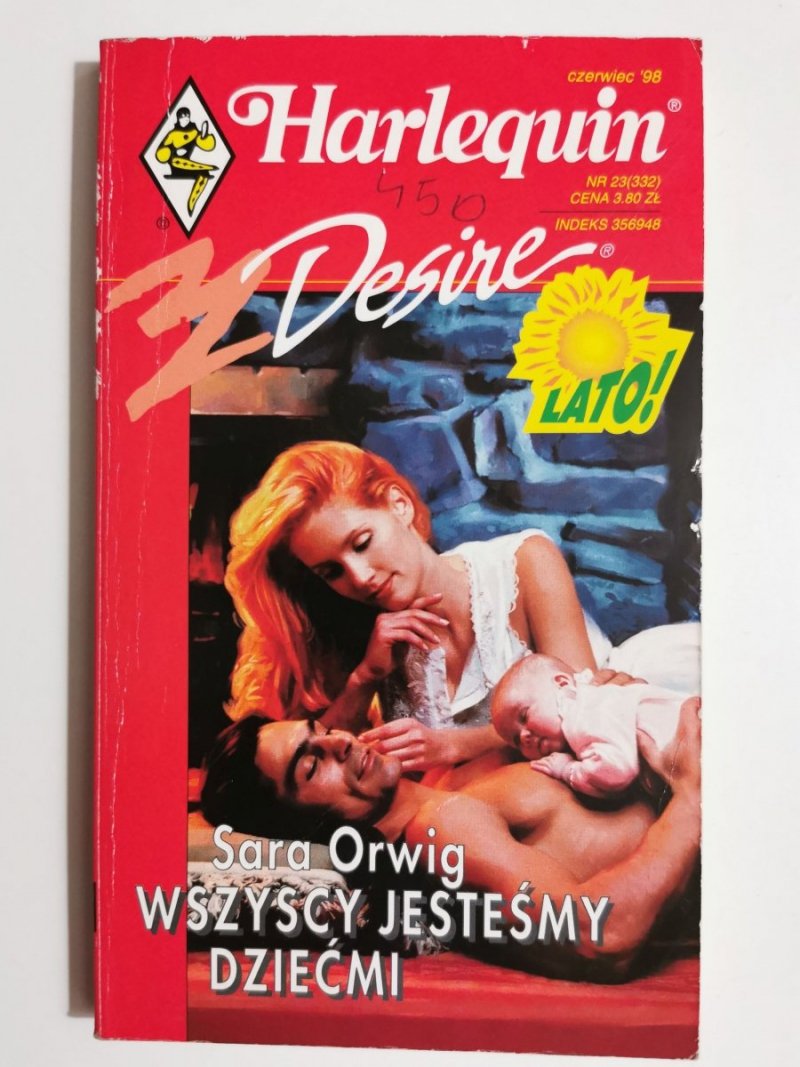 czerwiec '98
Harlequin®
NR 23(332)
CENA 3.80 ZŁ
450
INDEKS 356948
®
Desire®
LATO!
Sara Orwig
WSZYSCY JESTEŚMY
DZIEĆMI